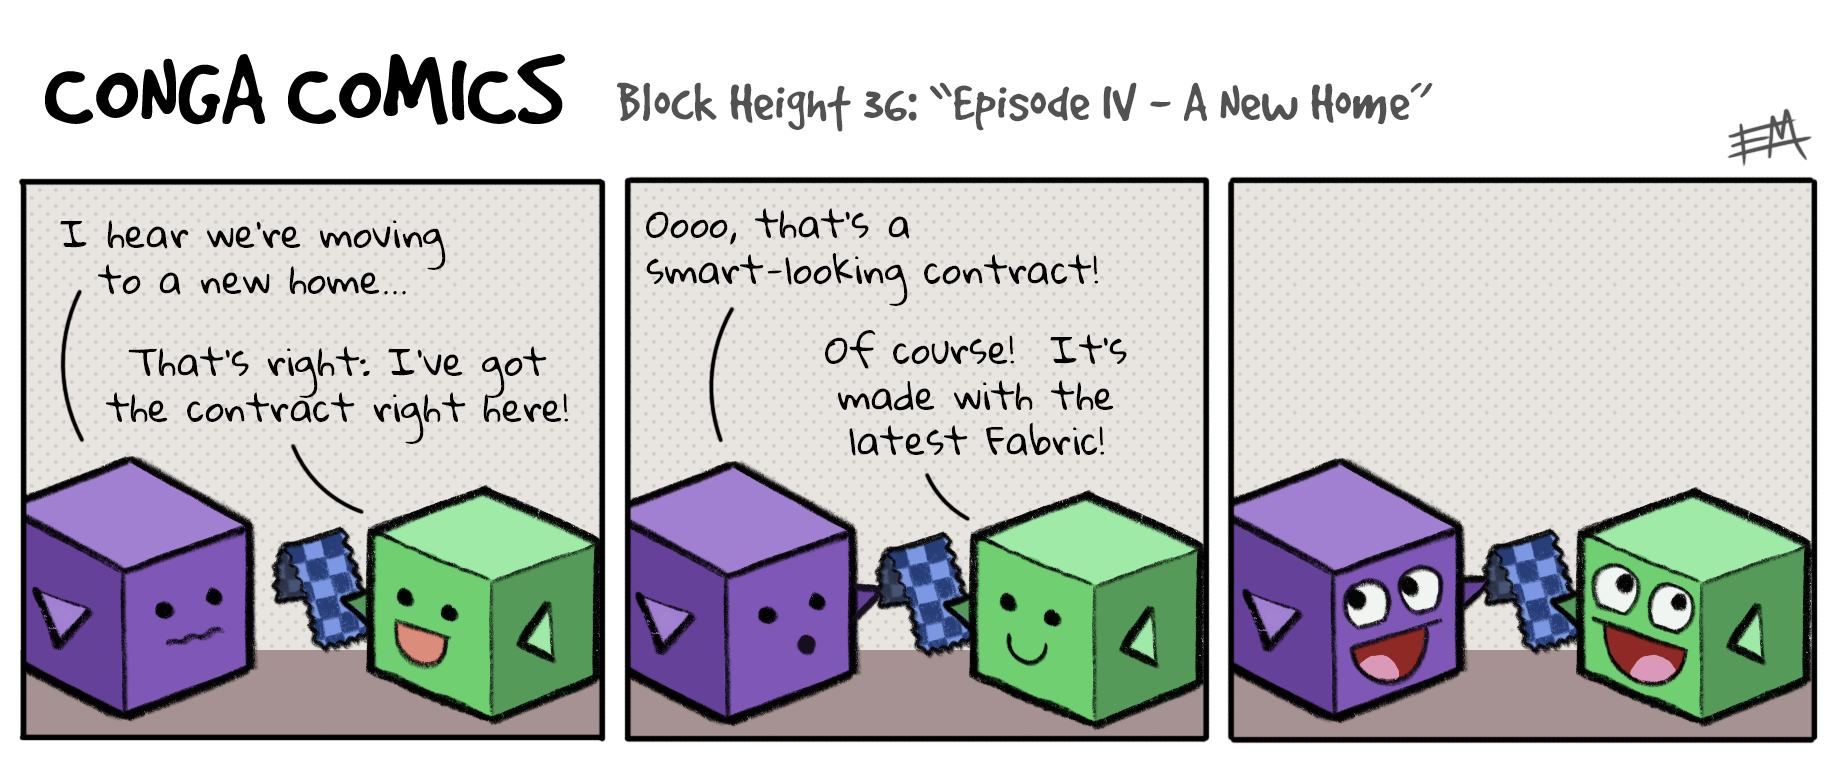 CONGA COMICS
Block Height 36: “Episode IV - A New Home”
EM
I hear we're moving
to a new home...
That's right: I've got
the contract right here!
Oooo, that's a
smart-looking contract!
Of course! It's
made with the
latest Fabric!